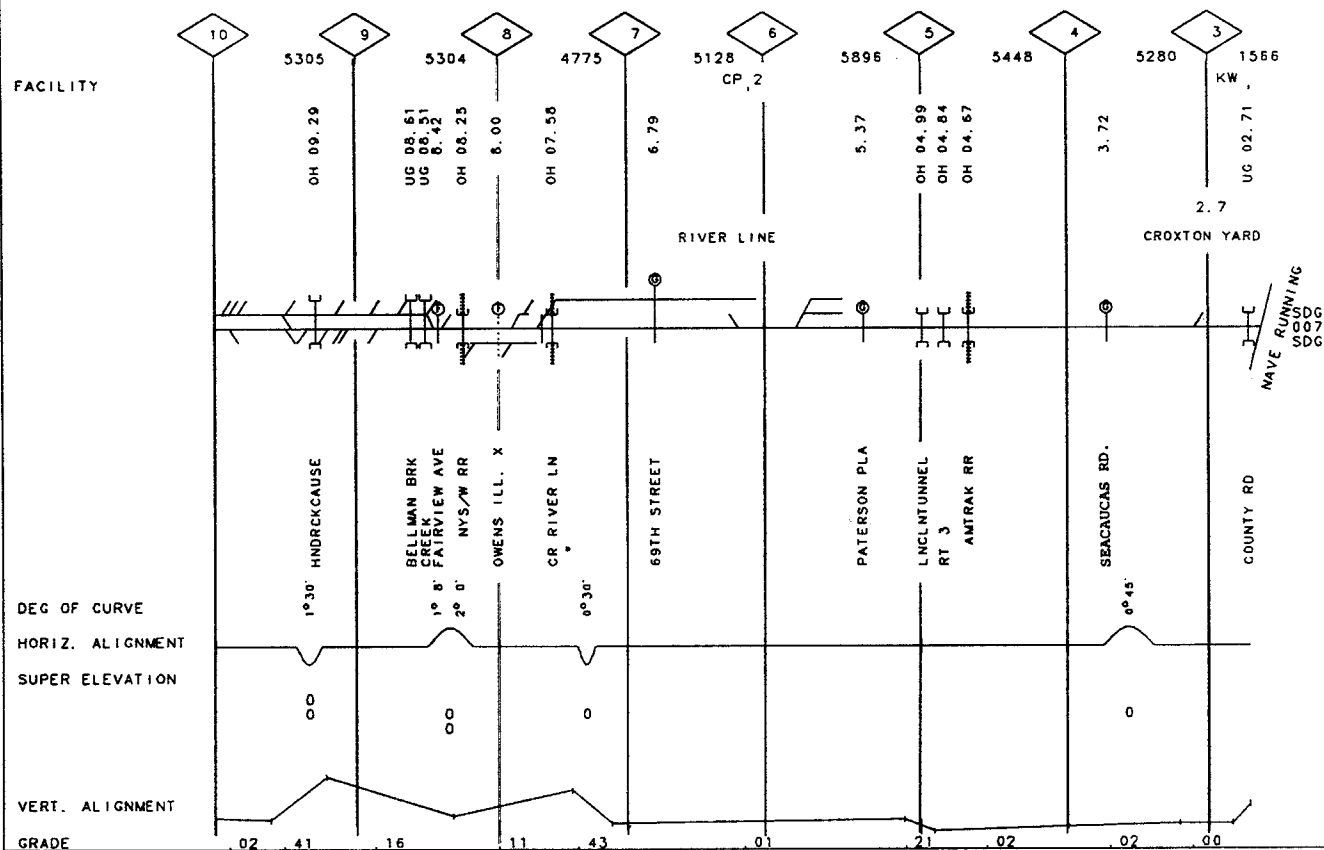 10 9 8 7 6 5 4 3
5305 5304 4775 5128 5896 5448 5280 1566
CP 2 KW
FACILITY
OH 09.29
UG 08.61
UG 08.51
8.42
OH 08.25
8.00
OH 07.58
6.79
5.37
OH 04.99
OH 04.84
OH 04.67
3.72
UG 02.71
2.7
RIVER LINE
CROXTON YARD
G G G
NAVE RUNNING
SDG
007
SDG
HNDRCKCAUSE
BELLMAN BRK
CREEK
FAIRVIEW AVE
NYS/W RR
OWENS ILL. X
CR RIVER LN
69TH STREET
PATERSON PLA
LNCLNTUNNEL
RT 3
AMTRAK RR
SEACAUCAS RD.
COUNTY RD
DEG OF CURVE
1°30' 1° 8' 2° 0' 0°30' 0°45'
HORIZ. ALIGNMENT
SUPER ELEVATION
0 0 0 0
0 0
VERT. ALIGNMENT
GRADE .02 .41 .16 .11 .43 .01 .21 .02 .02 .00